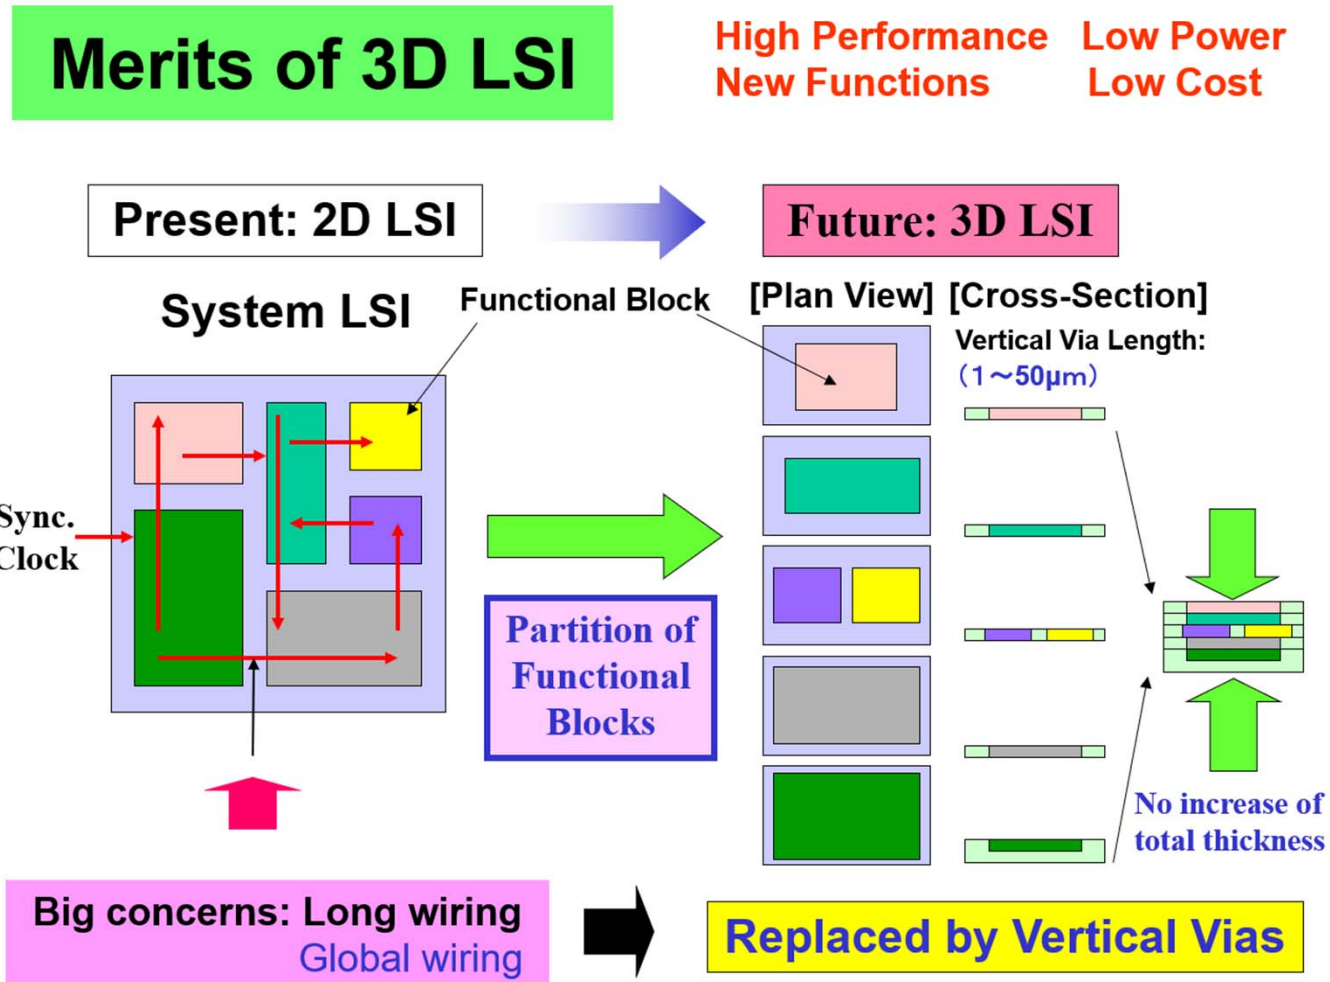 Merits of 3D LSI
High Performance Low Power
New Functions Low Cost
Present: 2D LSI
Future: 3D LSI
System LSI
Functional Block
[Plan View] [Cross-Section]
Vertical Via Length:
（1～50μm）
Sync.
Clock
Partition of
Functional
Blocks
No increase of
total thickness
Big concerns: Long wiring
Global wiring
Replaced by Vertical Vias